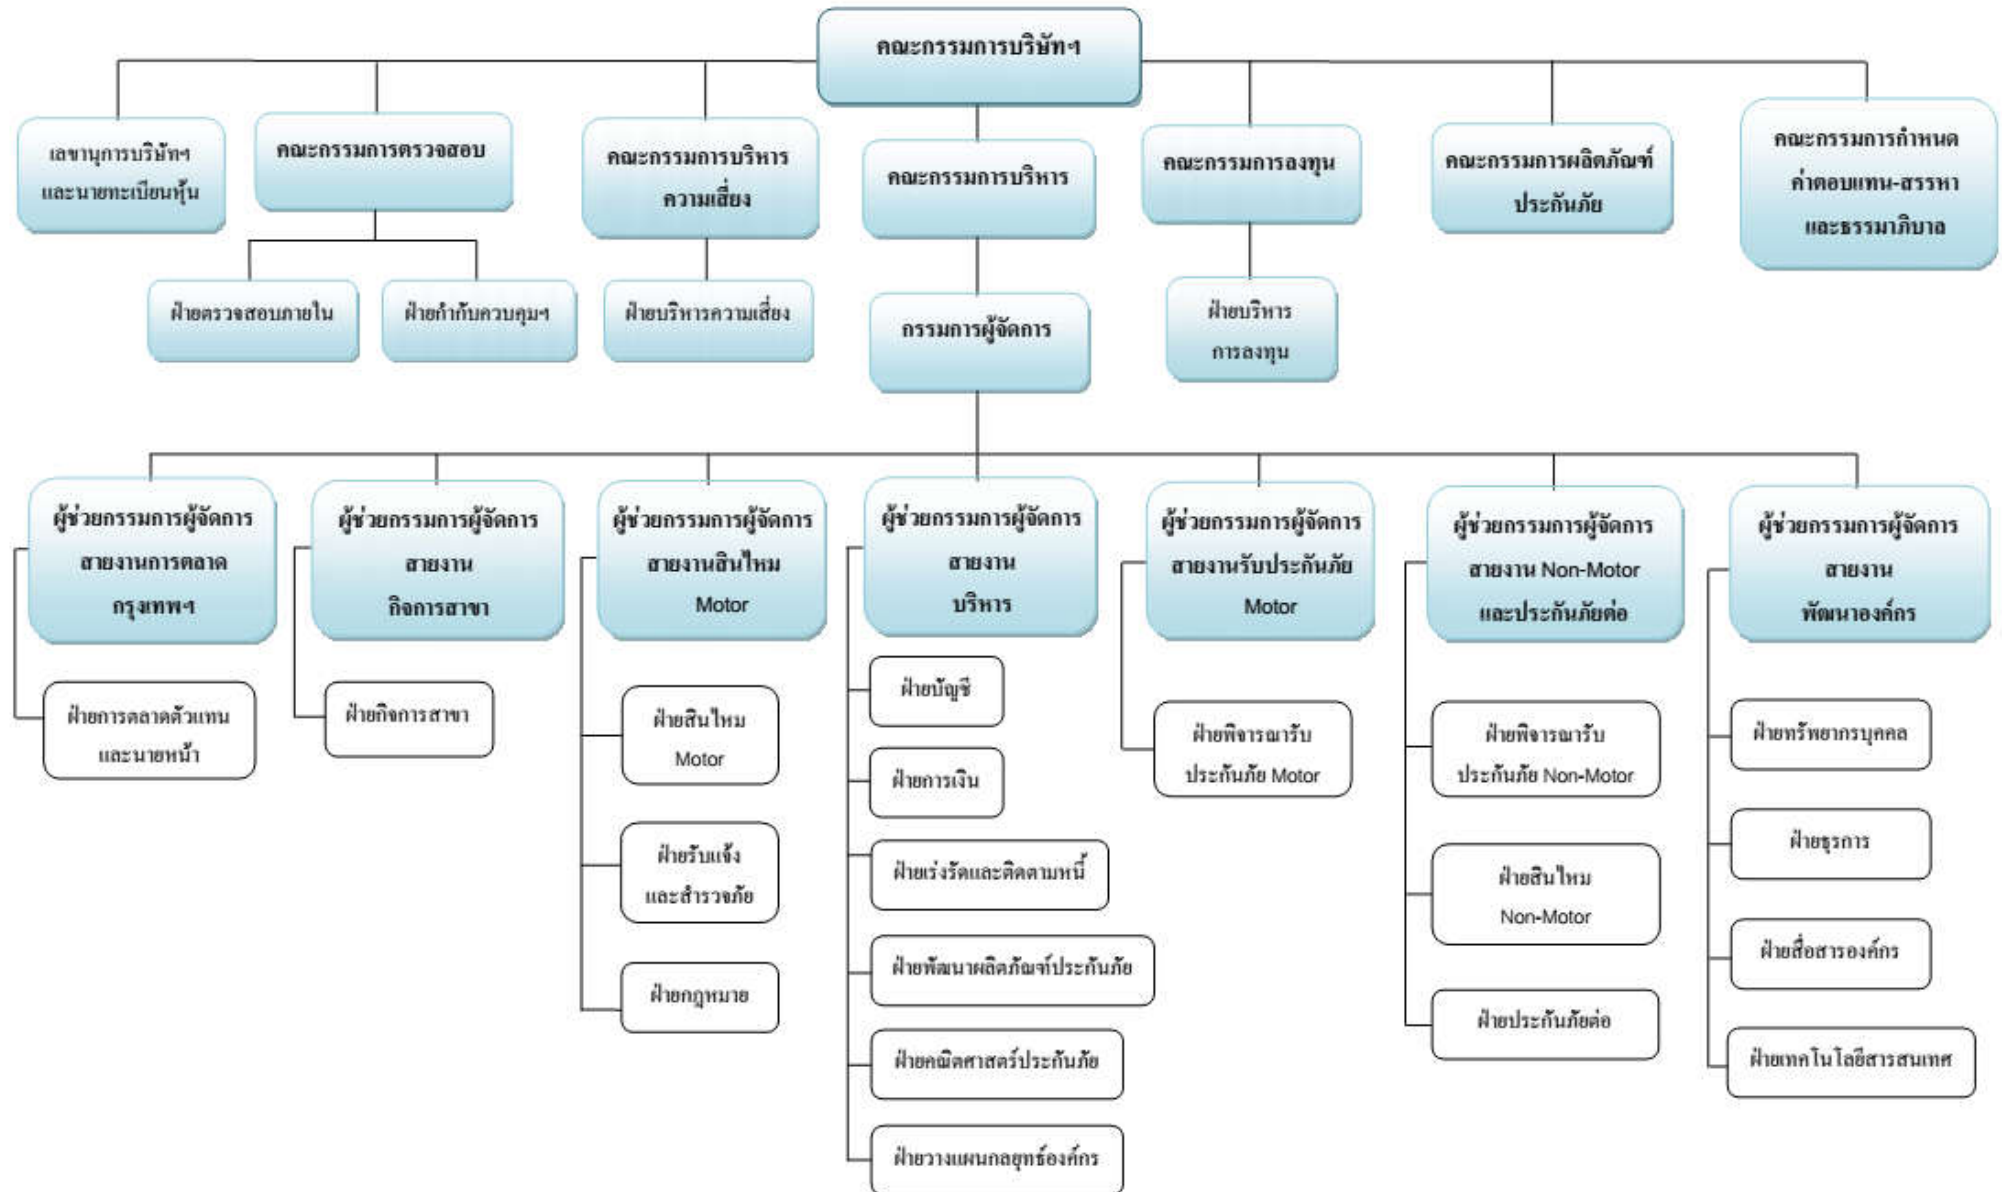 คณะกรรมการบริษัทฯ
เลขานุการบริษัทฯ
และนายทะเบียนหุ้น
คณะกรรมการตรวจสอบ
คณะกรรมการบริหาร
ความเสี่ยง
คณะกรรมการบริหาร
คณะกรรมการลงทุน
คณะกรรมการผลิตภัณฑ์
ประกันภัย
คณะกรรมการกำหนด
ค่าตอบแทน-สรรหา
และธรรมาภิบาล
ฝ่ายตรวจสอบภายใน
ฝ่ายกำกับควบคุมฯ
ฝ่ายบริหารความเสี่ยง
กรรมการผู้จัดการ
ฝ่ายบริหาร
การลงทุน
ผู้ช่วยกรรมการผู้จัดการ
สายงานการตลาด
กรุงเทพฯ
ผู้ช่วยกรรมการผู้จัดการ
สายงาน
กิจการสาขา
ผู้ช่วยกรรมการผู้จัดการ
สายงานสินไหม
Motor
ผู้ช่วยกรรมการผู้จัดการ
สายงาน
บริหาร
ผู้ช่วยกรรมการผู้จัดการ
สายงานรับประกันภัย
Motor
ผู้ช่วยกรรมการผู้จัดการ
สายงาน Non-Motor
และประกันภัยต่อ
ผู้ช่วยกรรมการผู้จัดการ
สายงาน
พัฒนาองค์กร
ฝ่ายการตลาดตัวแทน
และนายหน้า
ฝ่ายกิจการสาขา
ฝ่ายสินไหม
Motor
ฝ่ายรับแจ้ง
และสำรวจภัย
ฝ่ายกฎหมาย
ฝ่ายบัญชี
ฝ่ายการเงิน
ฝ่ายเร่งรัดและติดตามหนี้
ฝ่ายพัฒนาผลิตภัณฑ์ประกันภัย
ฝ่ายคณิตศาสตร์ประกันภัย
ฝ่ายวางแผนกลยุทธ์องค์กร
ฝ่ายพิจารณารับ
ประกันภัย Motor
ฝ่ายพิจารณารับ
ประกันภัย Non-Motor
ฝ่ายสินไหม
Non-Motor
ฝ่ายประกันภัยต่อ
ฝ่ายทรัพยากรบุคคล
ฝ่ายธุรการ
ฝ่ายสื่อสารองค์กร
ฝ่ายเทคโนโลยีสารสนเทศ